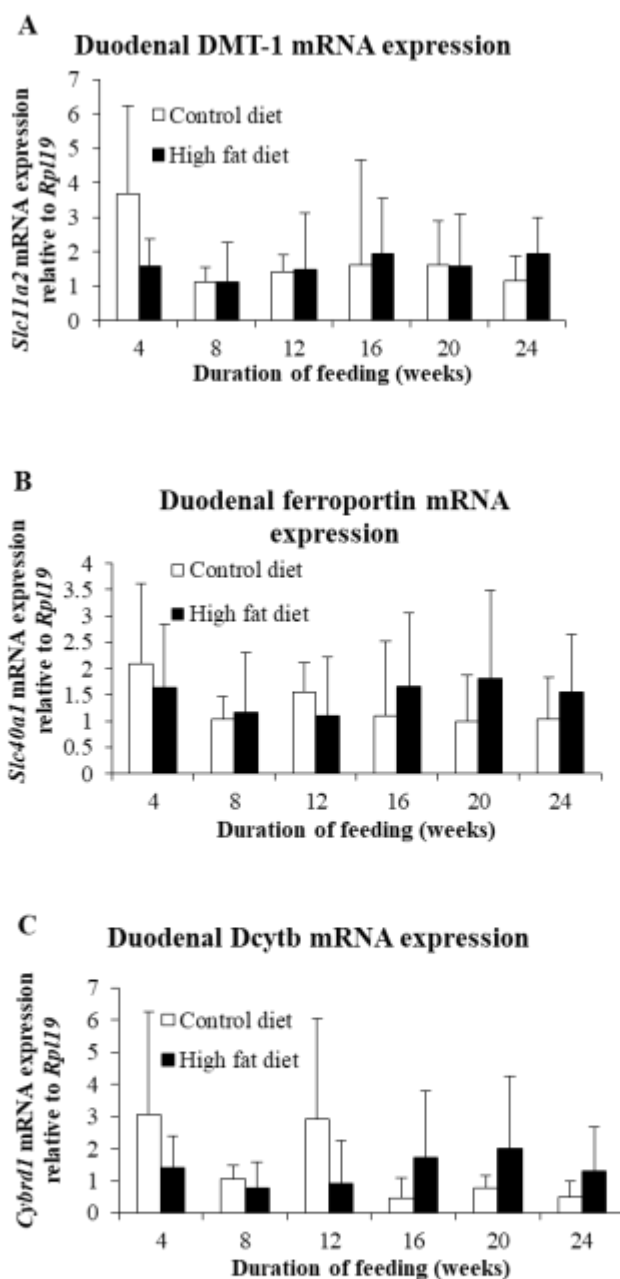 A
Duodenal DMT-1 mRNA expression
Slc11a2 mRNA expression
relative to Rpl19
7
6
5
4
3
2
1
0
Control diet
High fat diet
4 8 12 16 20 24
Duration of feeding (weeks)
B
Duodenal ferroportin mRNA
expression
Slc40a1 mRNA expression
relative to Rpl19
4
3.5
3
2.5
2
1.5
1
0.5
0
Control diet
High fat diet
4 8 12 16 20 24
Duration of feeding (weeks)
C
Duodenal Dcytb mRNA expression
Cybrd1 mRNA expression
relative to Rpl19
7
6
5
4
3
2
1
0
Control diet
High fat diet
4 8 12 16 20 24
Duration of feeding (weeks)